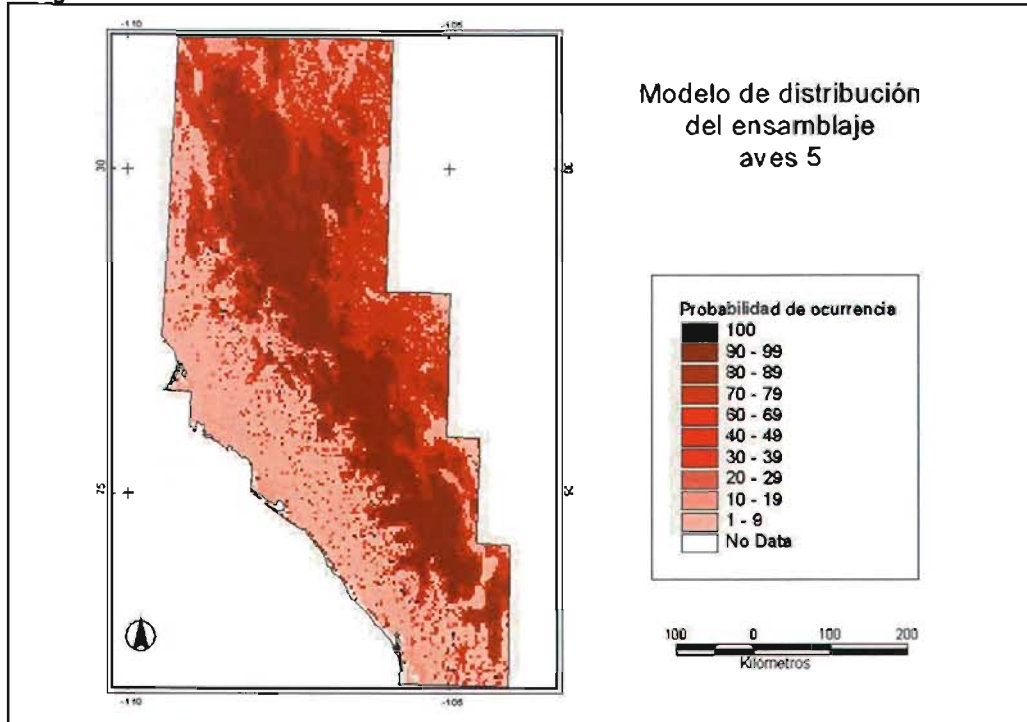 -110
-105
Modelo de distribución
del ensamblaje
aves 5
30
Probabilidad de ocurrencia
100
90 - 99
80 - 89
70 - 79
60 - 69
40 - 49
30 - 39
20 - 29
10 - 19
1 - 9
No Data
100 0 100 200
Kilómetros
-110
-105